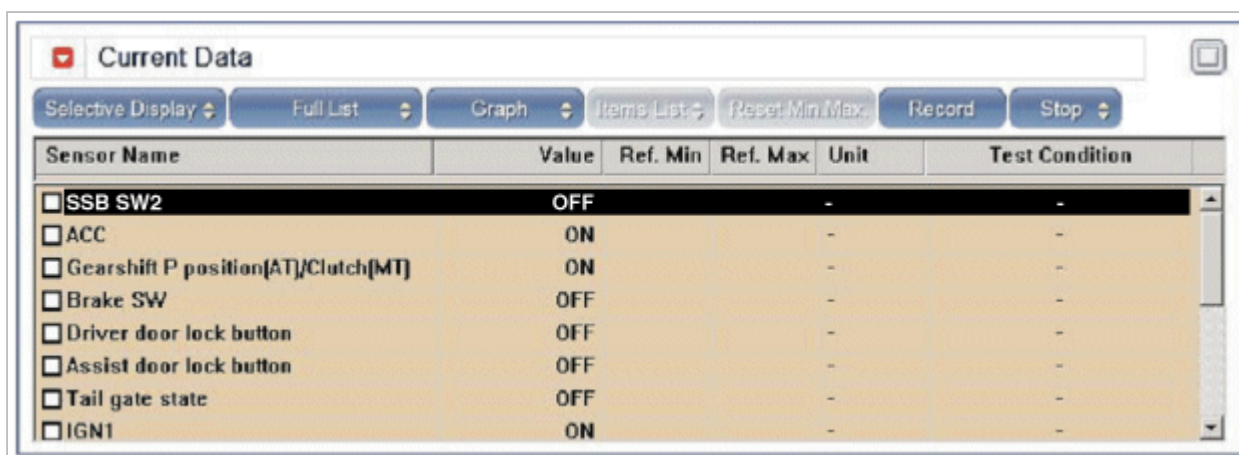 Current Data
Selective Display Full List Graph Items List Reset Min.Max. Record Stop
Sensor Name Value Ref. Min Ref. Max Unit Test Condition
SSB SW2 OFF - -
ACC ON - -
Gearshift P position(AT)/Clutch(MT) ON - -
Brake SW OFF - -
Driver door lock button OFF - -
Assist door lock button OFF - -
Tail gate state OFF - -
IGN1 ON - -